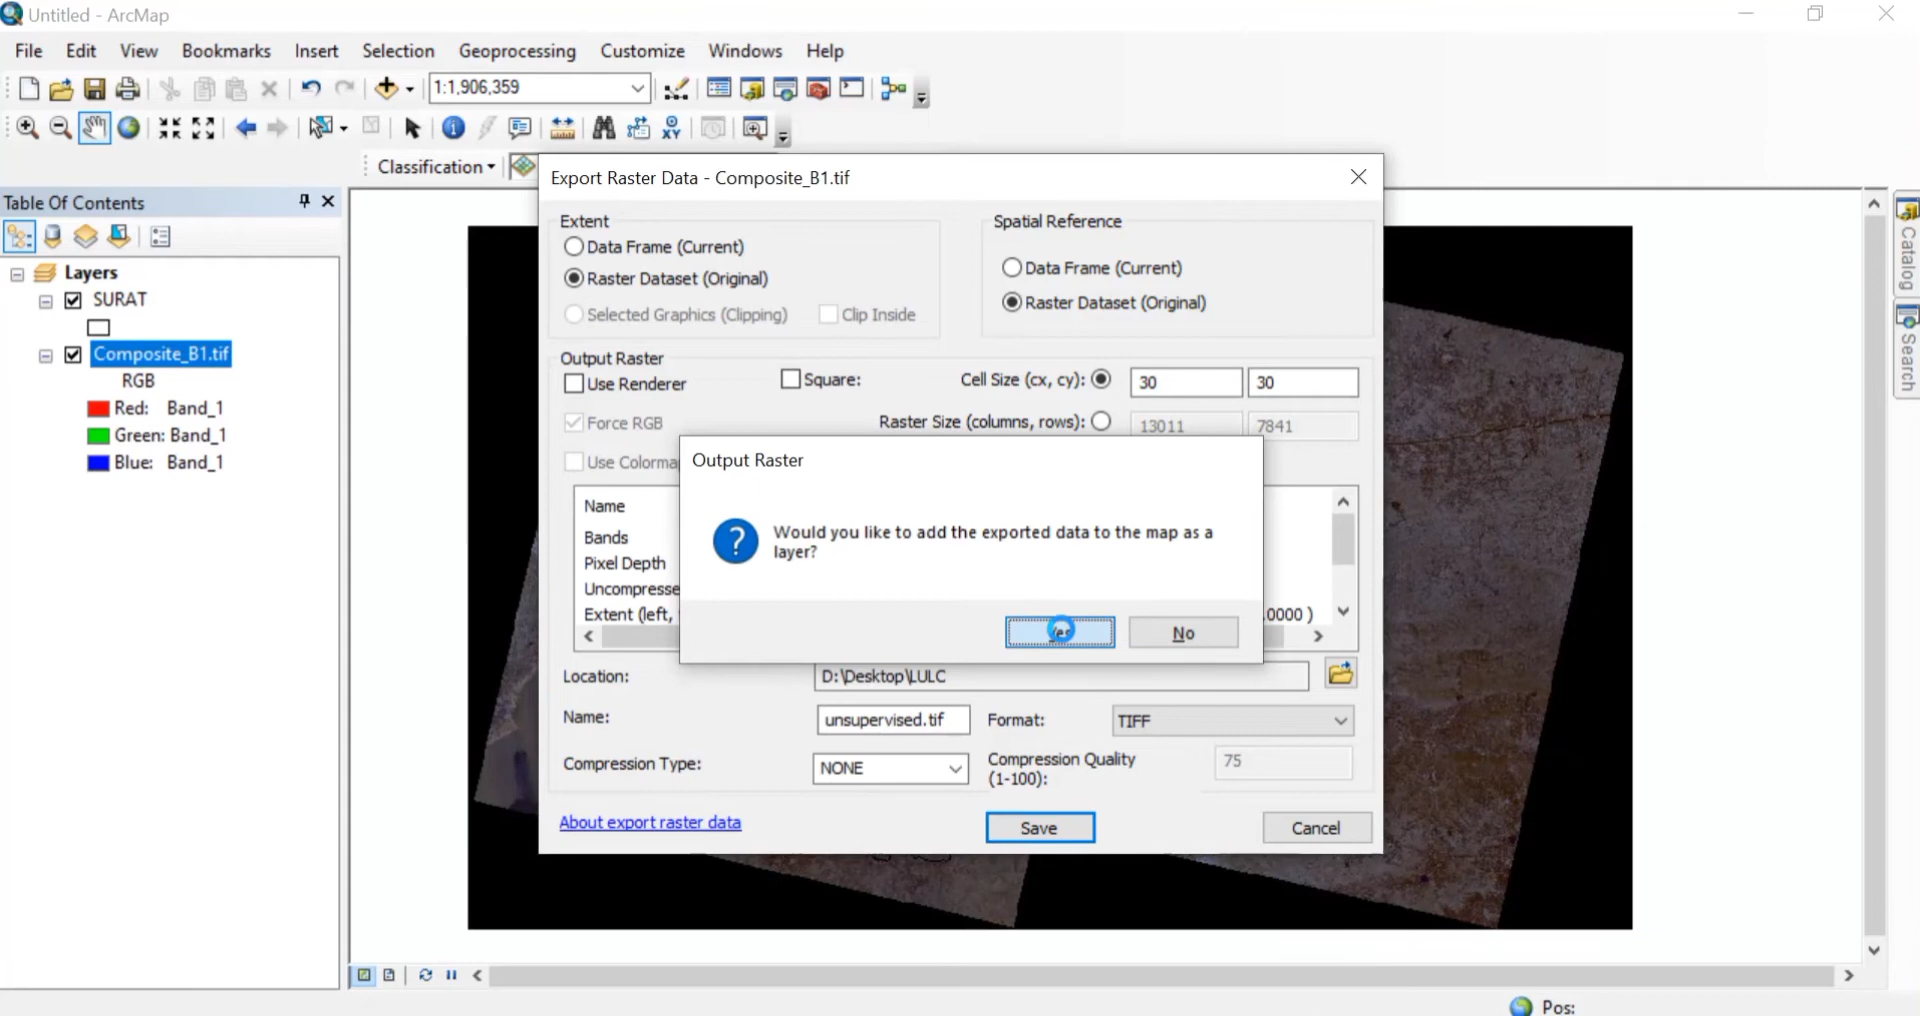 Untitled - ArcMap
File Edit View Bookmarks Insert Selection Geoprocessing Customize Windows Help
1:1,906,359
XY
Classification
Table Of Contents
Layers
SURAT
Composite_B1.tif
RGB
Red: Band_1
Green: Band_1
Blue: Band_1
Export Raster Data - Composite_B1.tif
Extent
Data Frame (Current)
Raster Dataset (Original)
Selected Graphics (Clipping) Clip Inside
Spatial Reference
Data Frame (Current)
Raster Dataset (Original)
Output Raster
Use Renderer Square: Cell Size (cx, cy): 30 30
Force RGB Raster Size (columns, rows): 13011 7841
Use Colorma
Name
Bands
Pixel Depth
Uncompresse
Extent (left, .0000 )
Output Raster
Would you like to add the exported data to the map as a
layer?
Yes No
Location: D:\Desktop\LULC
Name: unsupervised.tif Format: TIFF
Compression Type: NONE Compression Quality
(1-100): 75
About export raster data Save Cancel
Catalog
Search
Pos: